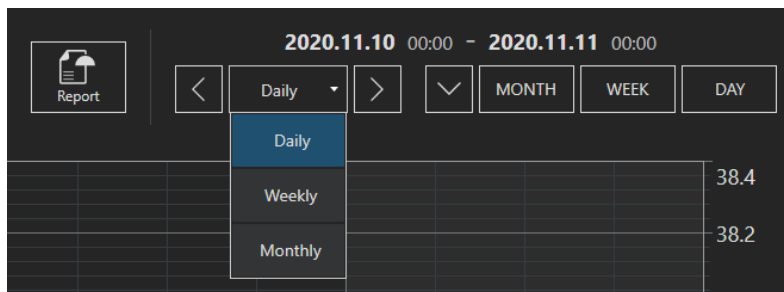 2020.11.10 00:00 - 2020.11.11 00:00
Report
Daily
MONTH
WEEK
DAY
Daily
Weekly
Monthly
38.4
38.2